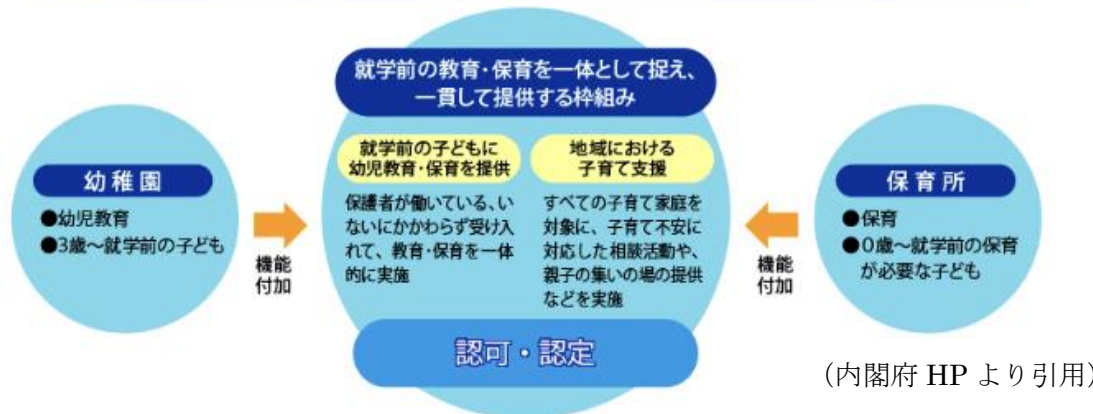 就学前の教育・保育を一体として捉え、
一貫して提供する枠組み
幼稚園
●幼児教育
●3歳〜就学前の子ども
機能
付加
就学前の子どもに
幼児教育・保育を提供
保護者が働いている、い
ないにかかわらず受け入
れて、教育・保育を一体
的に実施
地域における
子育て支援
すべての子育て家庭を
対象に、子育て不安に
対応した相談活動や、
親子の集いの場の提供
などを実施
機能
付加
保育所
●保育
●0歳〜就学前の保育
が必要な子ども
認可・認定
（内閣府 HP より引用）